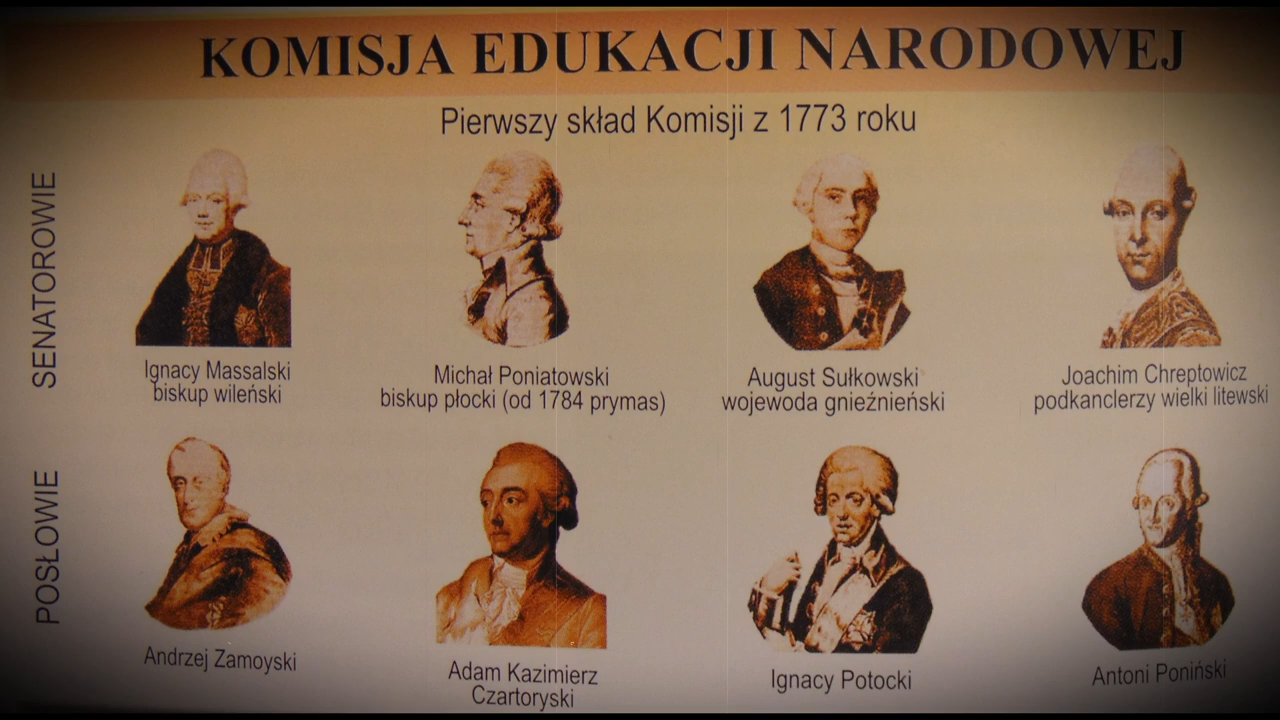 KOMISJA EDUKACJI NARODOWEJ
Pierwszy skład Komisji z 1773 roku
SENATOROWIE
Ignacy Massalski
biskup wileński
Michał Poniatowski
biskup płocki (od 1784 prymas)
August Sułkowski
wojewoda gnieźnieński
Joachim Chreptowicz
podkanclerzy wielki litewski
POSŁOWIE
Andrzej Zamoyski
Adam Kazimierz
Czartoryski
Ignacy Potocki
Antoni Poniński